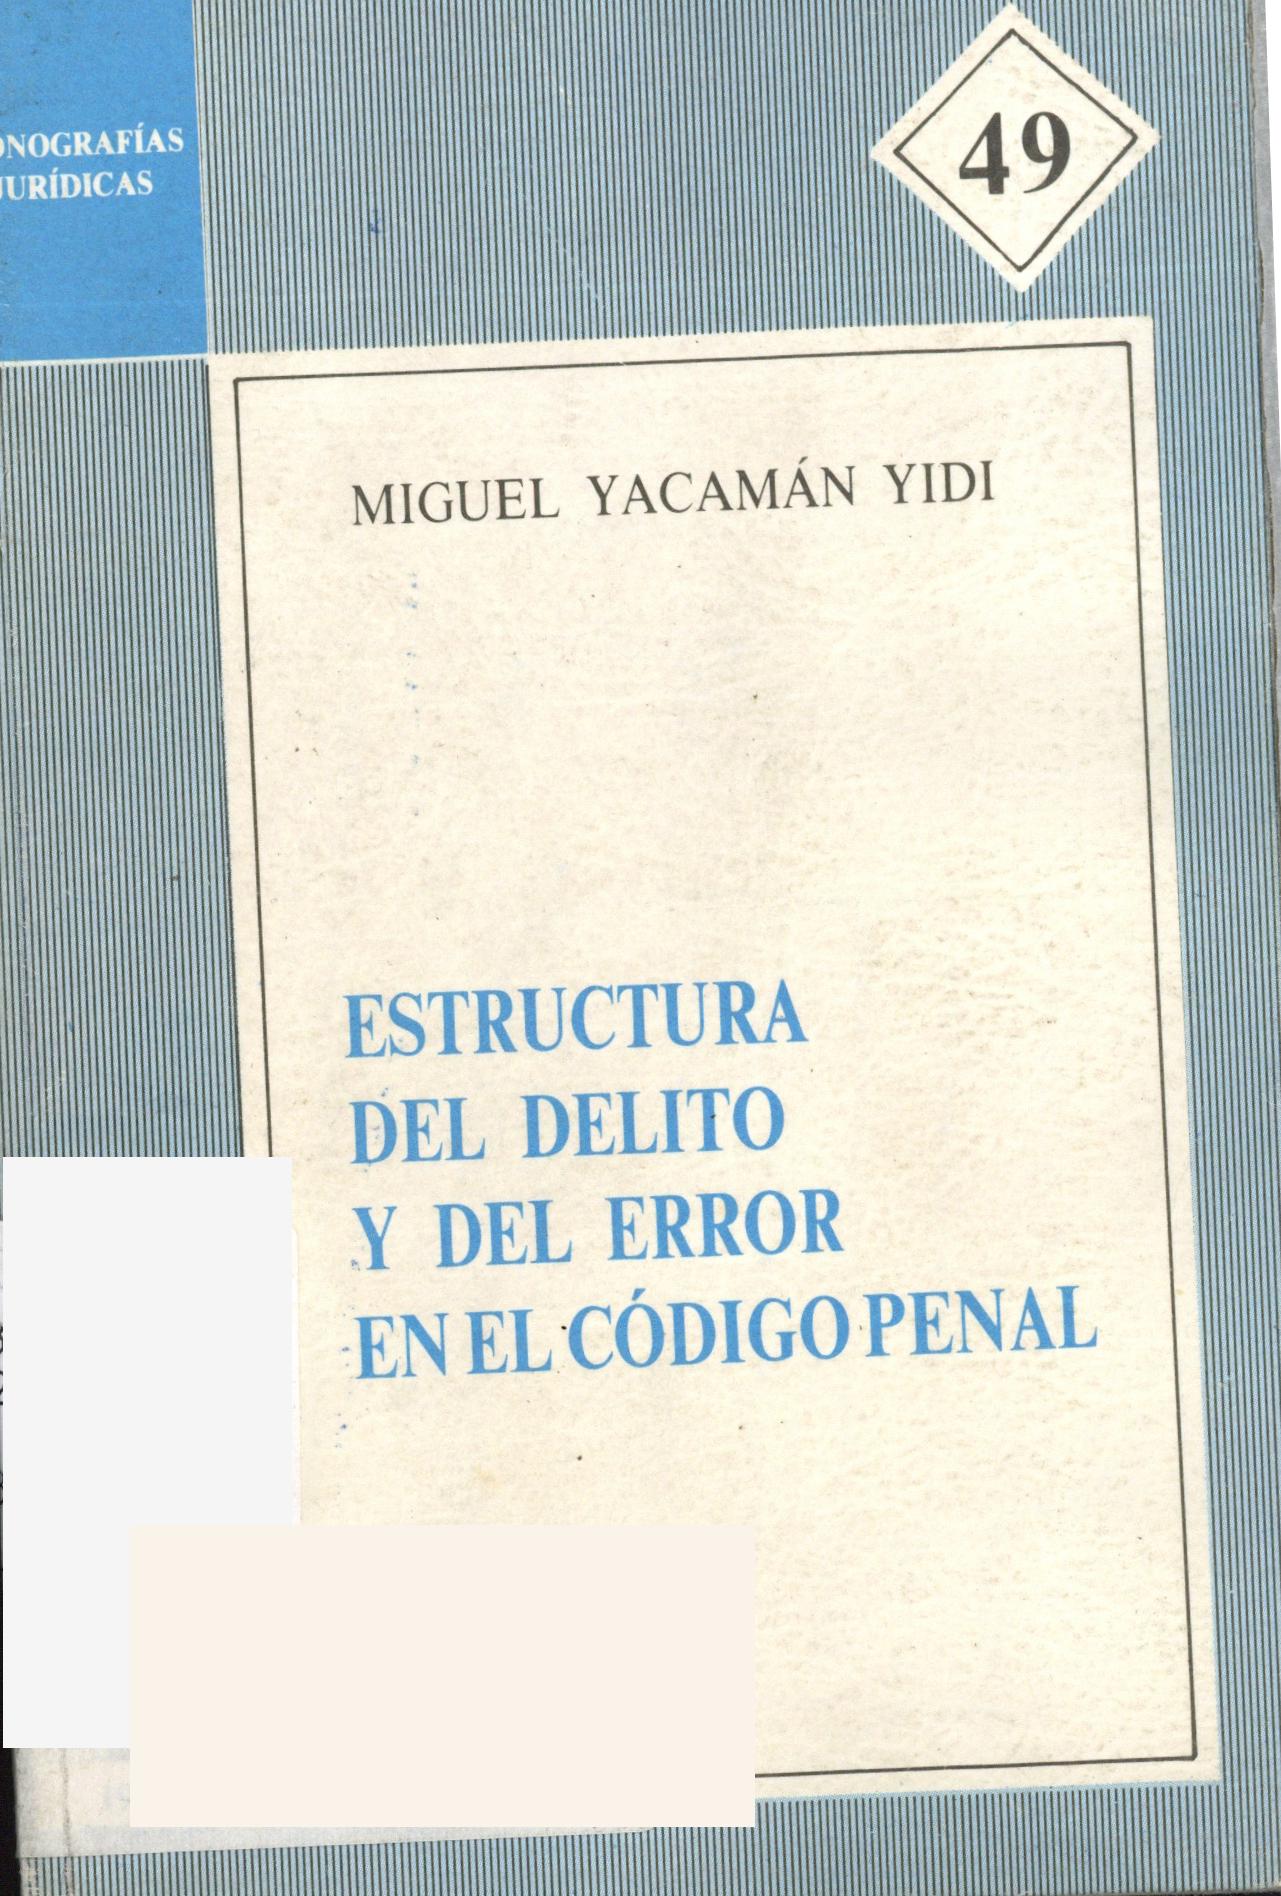 ONOGRAFÍAS
JURÍDICAS
49
MIGUEL YACAMÁN YIDI
ESTRUCTURA
DEL DELITO
Y DEL ERROR
EN EL CÓDIGO PENAL